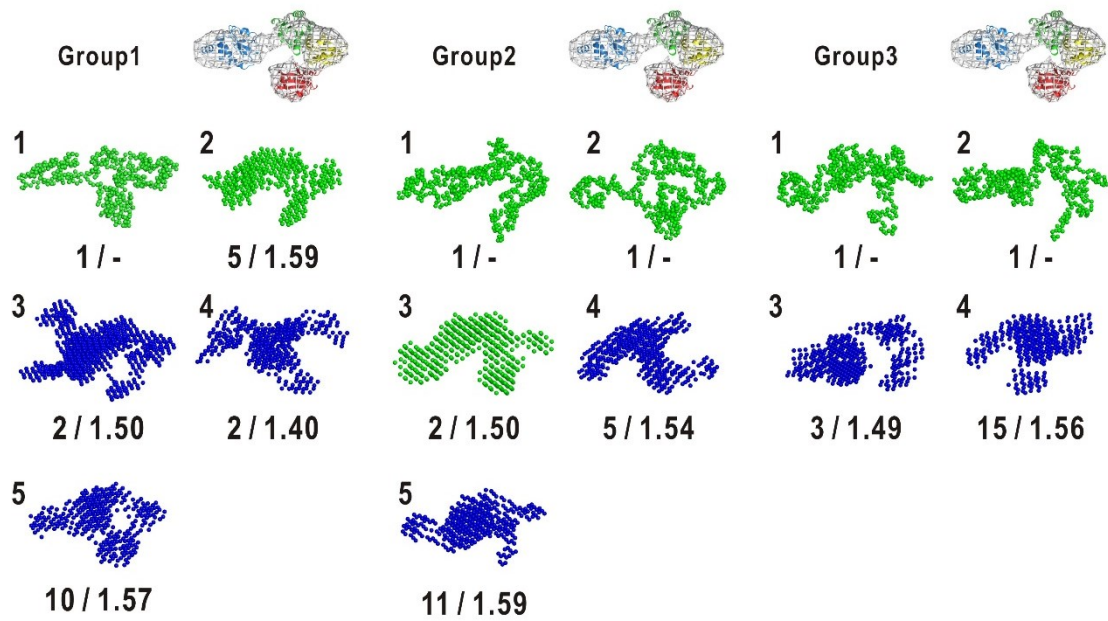 Group1 Group2 Group3
1 2 1 2 1 2
1 / - 5 / 1.59 1 / - 1 / - 1 / - 1 / -
3 4 3 4 3 4
2 / 1.50 2 / 1.40 2 / 1.50 5 / 1.54 3 / 1.49 15 / 1.56
5 5
10 / 1.57 11 / 1.59